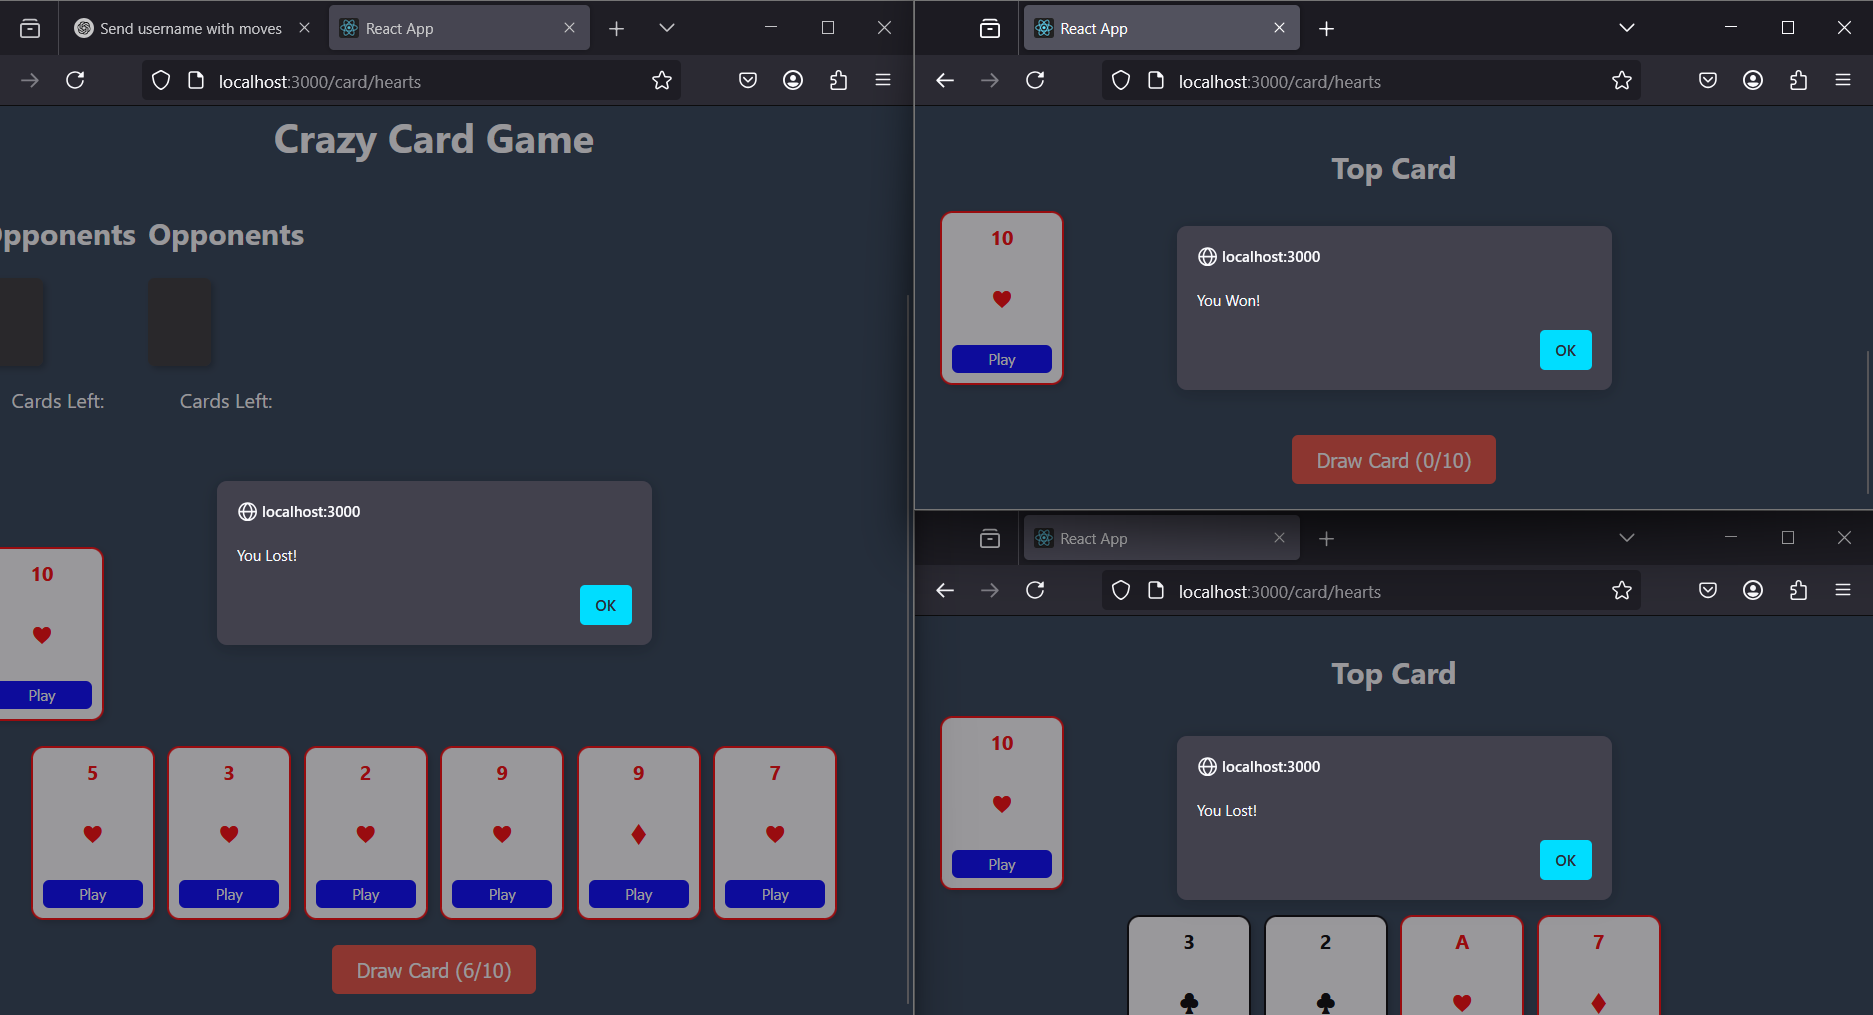 Send username with moves
React App
localhost:3000/card/hearts
Crazy Card Game
pponents Opponents
Cards Left: Cards Left:
localhost:3000
You Lost!
OK
10
Play
5 3 2 9 9 7
Play Play Play Play Play Play
Draw Card (6/10)
React App
localhost:3000/card/hearts
Top Card
10
Play
localhost:3000
You Won!
OK
Draw Card (0/10)
React App
localhost:3000/card/hearts
Top Card
10
Play
localhost:3000
You Lost!
OK
3 2 A 7